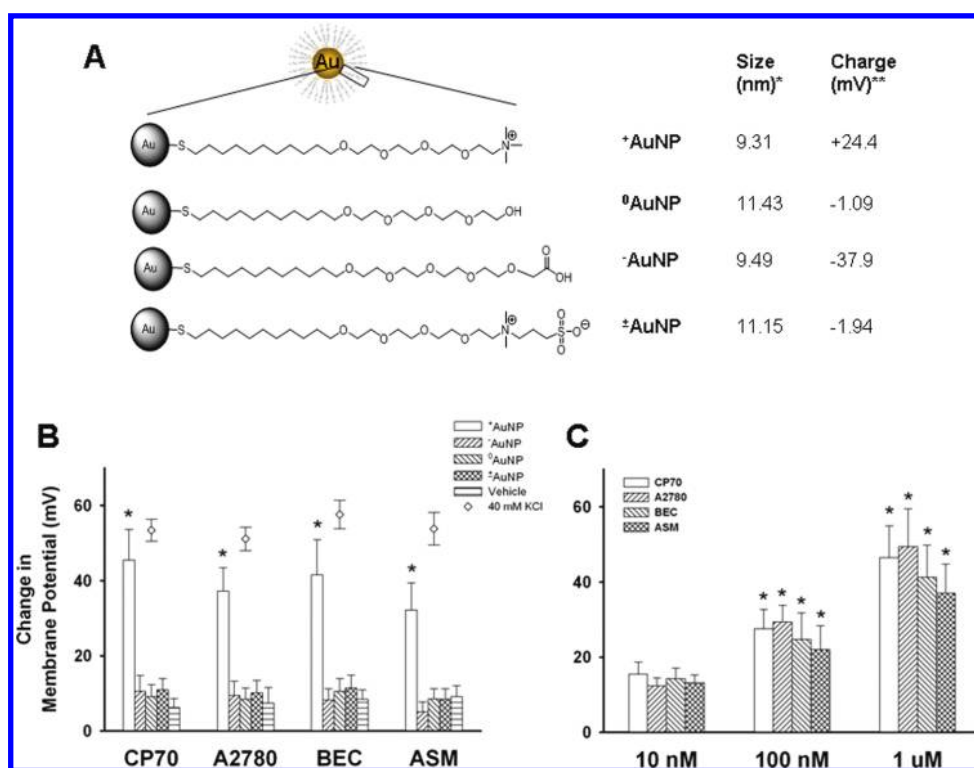 A
Au
Size (nm)*
Charge (mV)**
Au S O O O O N ⊕ +AuNP 9.31 +24.4
Au S O O O O OH ⁰AuNP 11.43 -1.09
Au S O O O O O O OH -AuNP 9.49 -37.9
Au S O O O O N ⊕ O S O⊖ O ±AuNP 11.15 -1.94
B
+AuNP
-AuNP
⁰AuNP
±AuNP
Vehicle
40 mM KCl
Change in
Membrane Potential (mV)
60
40
20
0
* * * *
CP70 A2780 BEC ASM
C
CP70
A2780
BEC
ASM
60
40
20
0
* * * * * * * *
10 nM 100 nM 1 uM